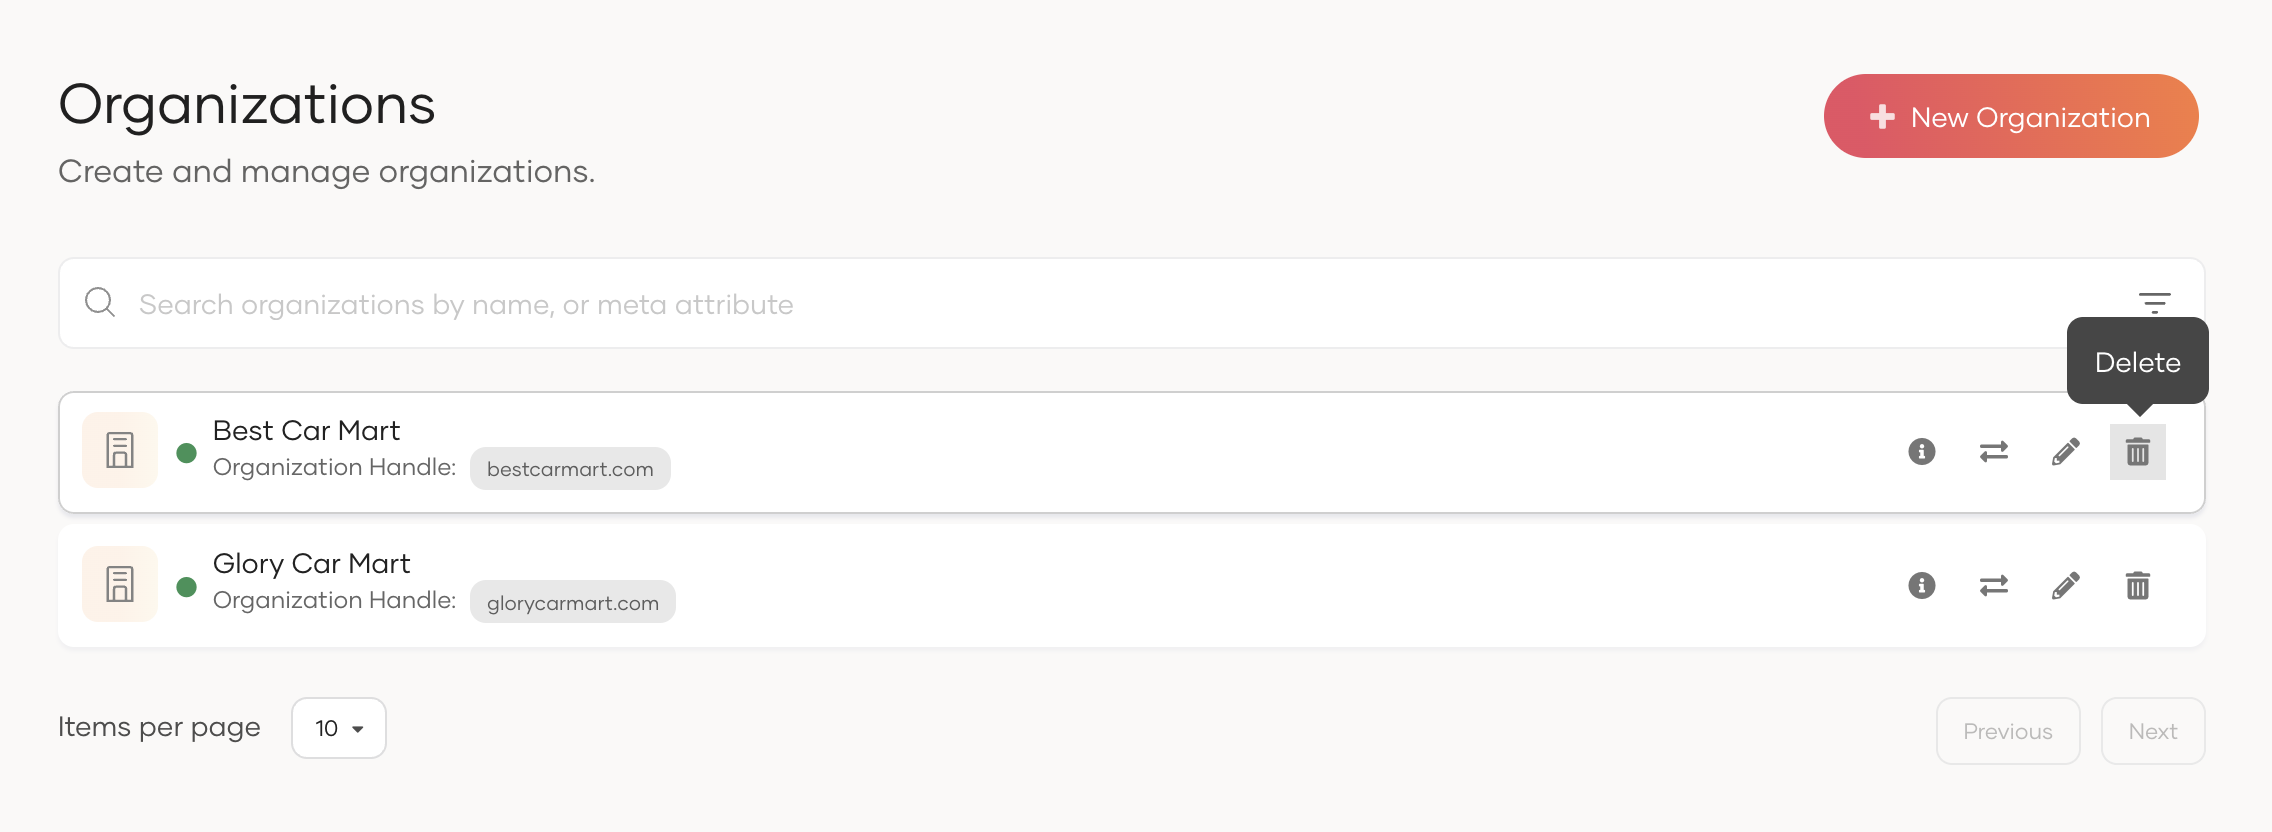 Organizations
New Organization
Create and manage organizations.
Search organizations by name, or meta attribute
Delete
Best Car Mart
Organization Handle: bestcarmart.com
Glory Car Mart
Organization Handle: glorycarmart.com
Items per page 10
Previous Next